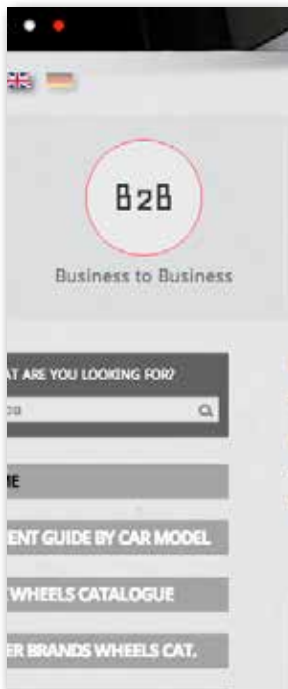 B2B
Business to Business
AT ARE YOU LOOKING FOR?
ca
ME
ENT GUIDE BY CAR MODEL
WHEELS CATALOGUE
ER BRANDS WHEELS CAT.